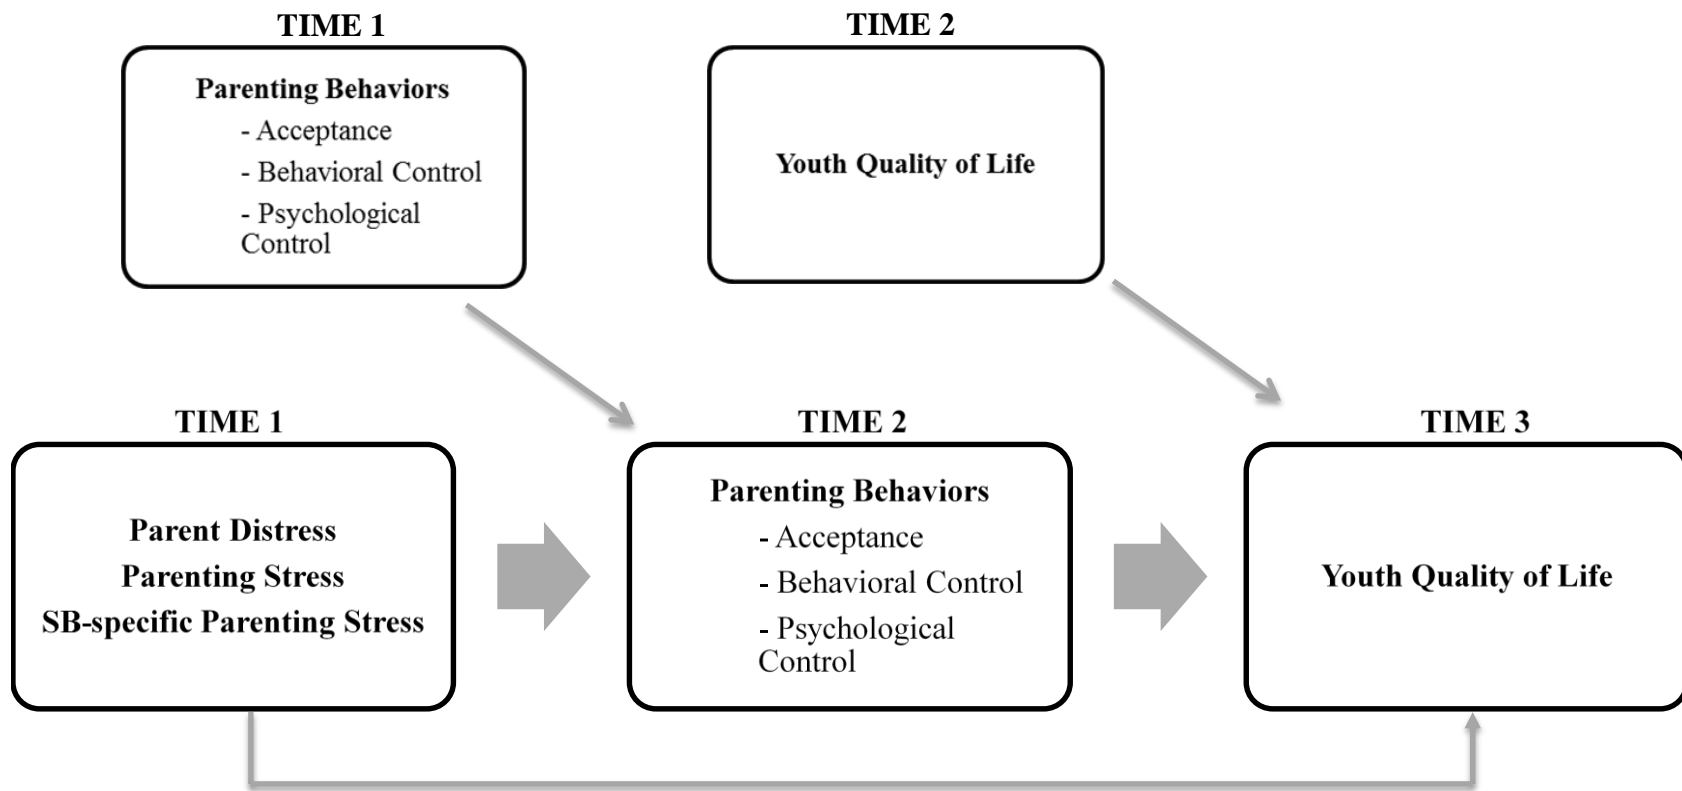 TIME 1
Parenting Behaviors
- Acceptance
- Behavioral Control
- Psychological
Control
TIME 2
Youth Quality of Life
TIME 1
Parent Distress
Parenting Stress
SB-specific Parenting Stress
TIME 2
Parenting Behaviors
- Acceptance
- Behavioral Control
- Psychological
Control
TIME 3
Youth Quality of Life